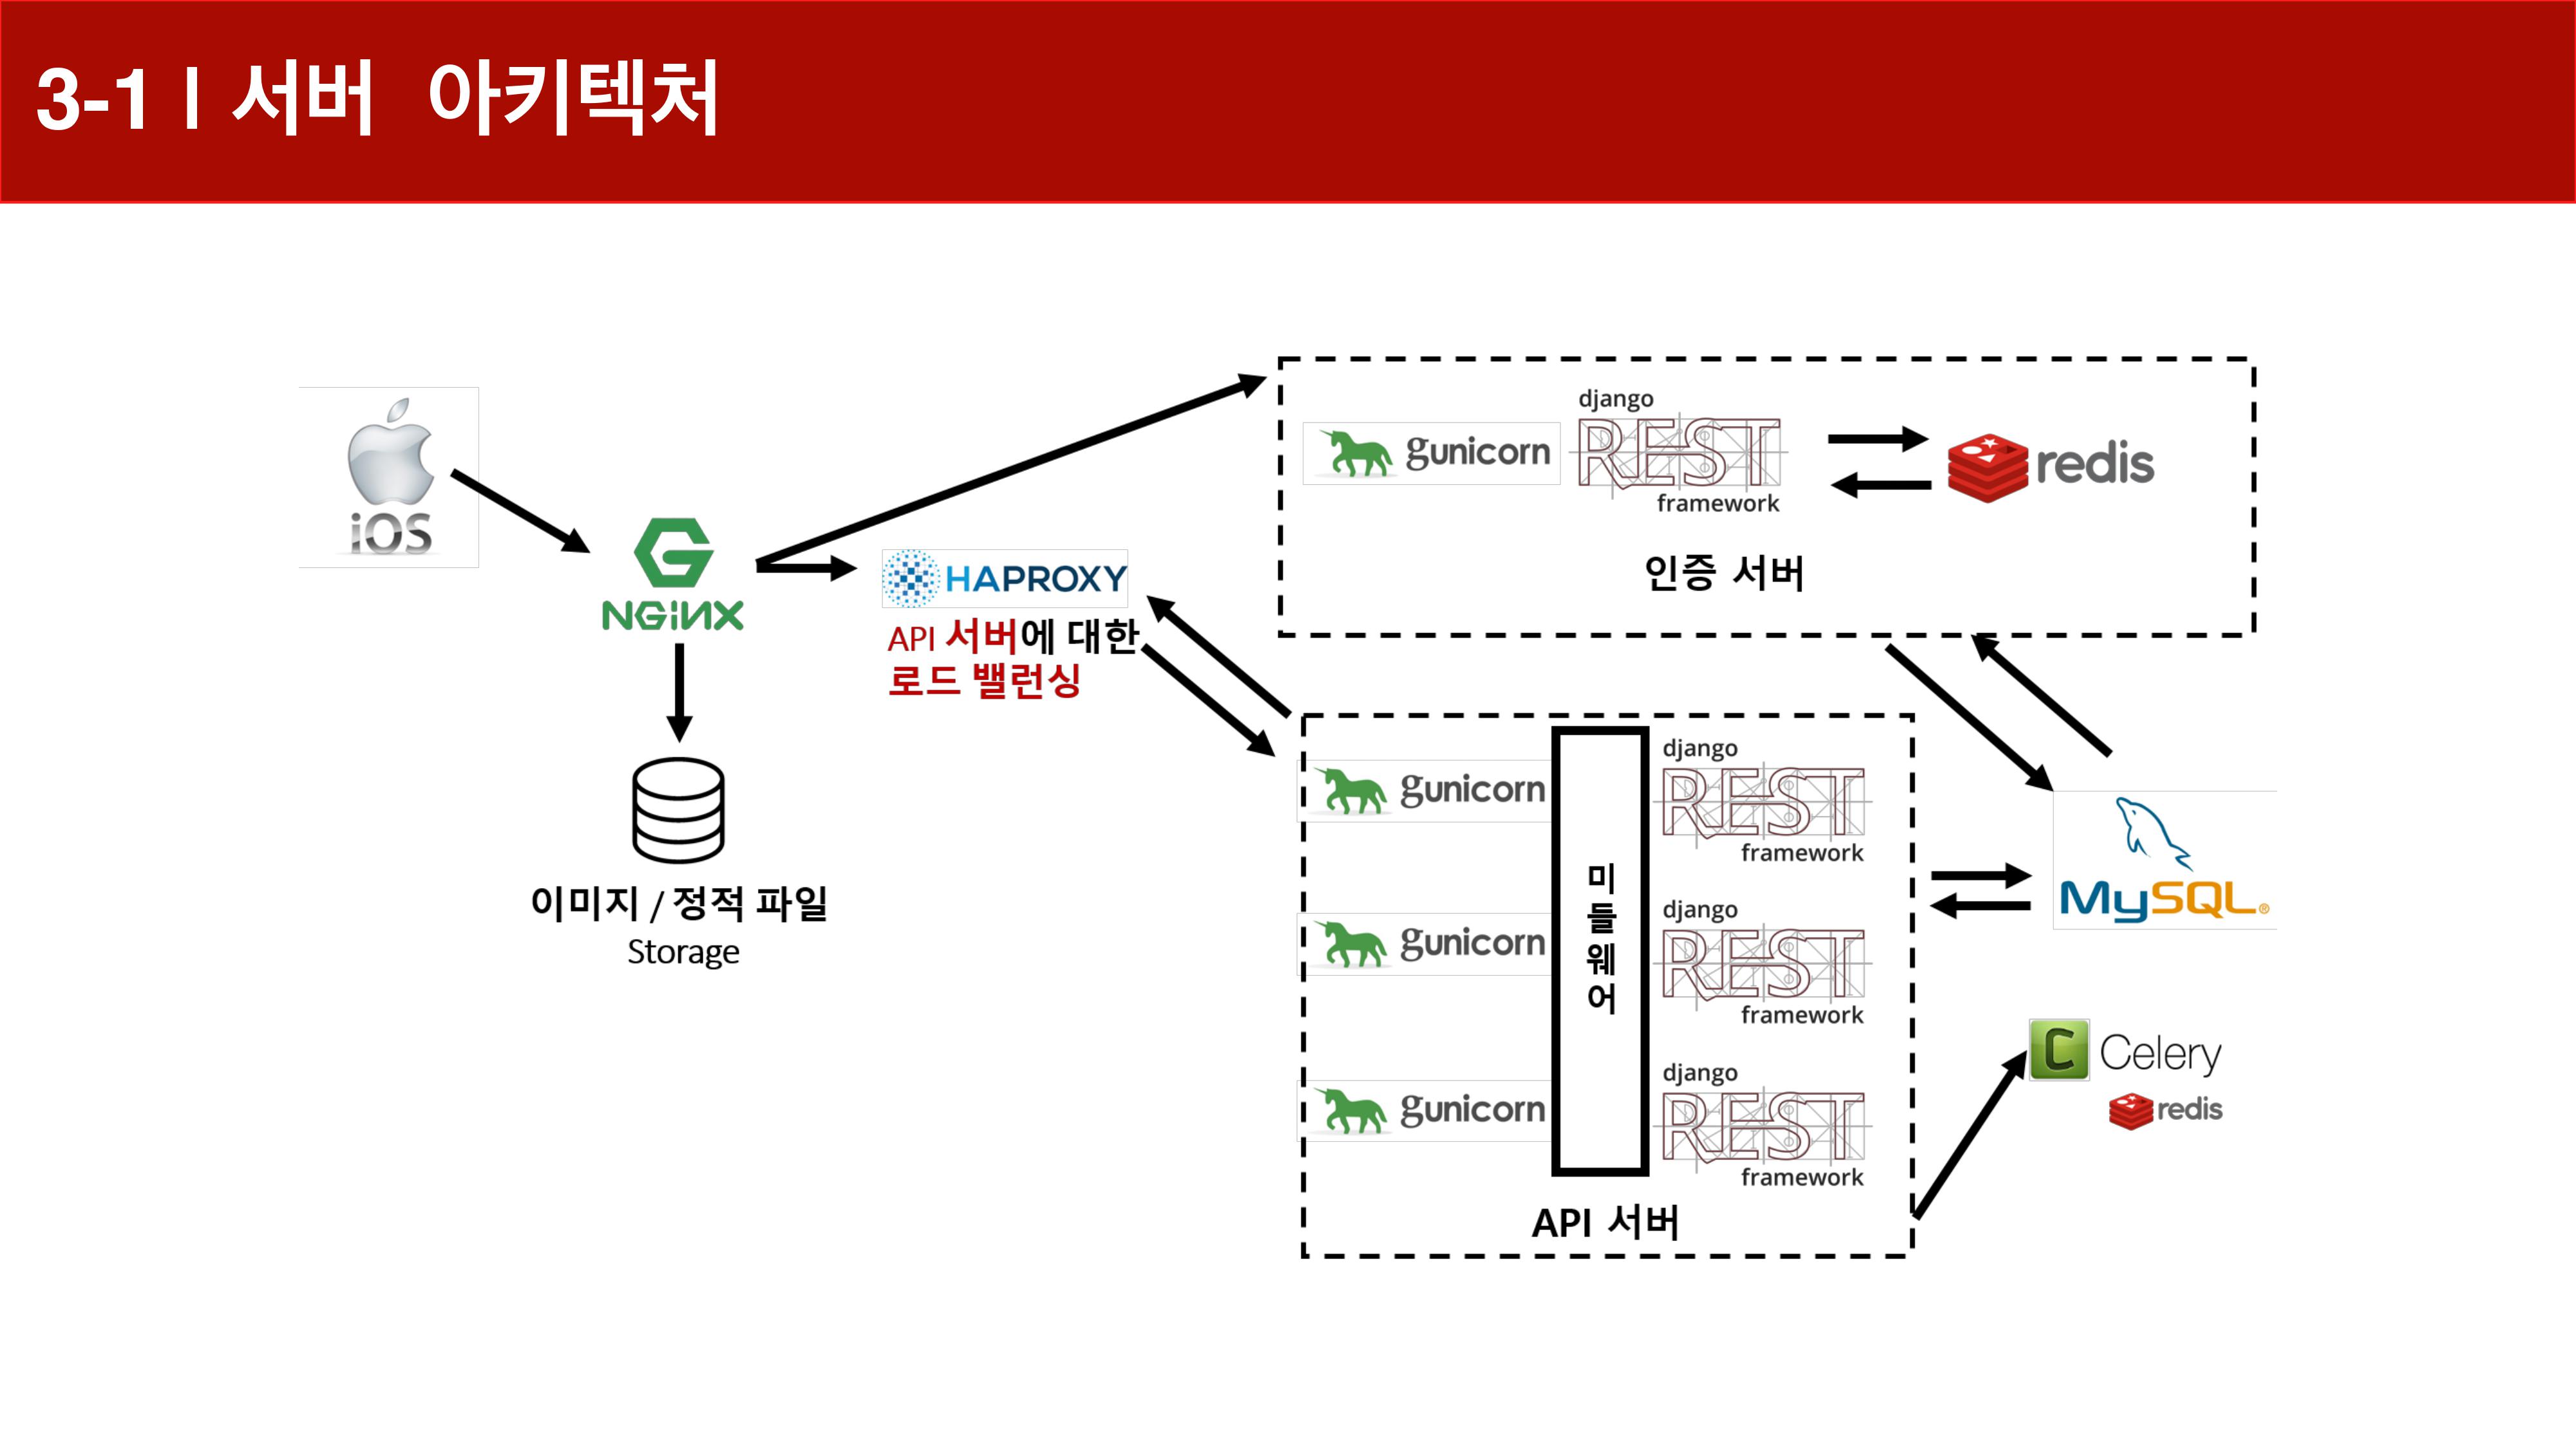 3-1 | 서버 아키텍처
iOS
NGINX
이미지 / 정적 파일
Storage
HAPROXY
API 서버에 대한
로드 밸런싱
gunicorn
django
REST
framework
redis
인증 서버
gunicorn
gunicorn
gunicorn
미
들
웨
어
django
REST
framework
django
REST
framework
django
REST
framework
API 서버
MySQL®
C Celery
redis